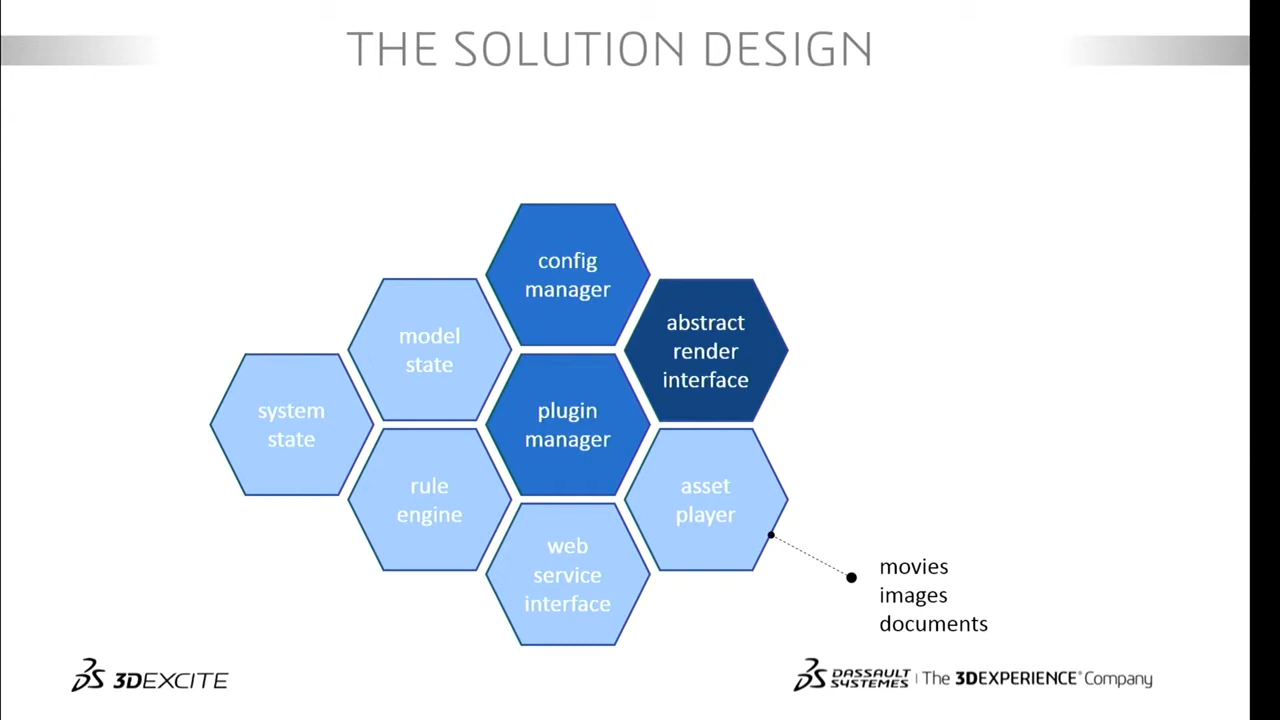 THE SOLUTION DESIGN
config
manager
abstract
render
interface
model
state
system
state
plugin
manager
rule
engine
asset
player
web
service
interface
movies
images
documents
3DEXCITE
DASSAULT
SYSTEMES | The 3DEXPERIENCE® Company